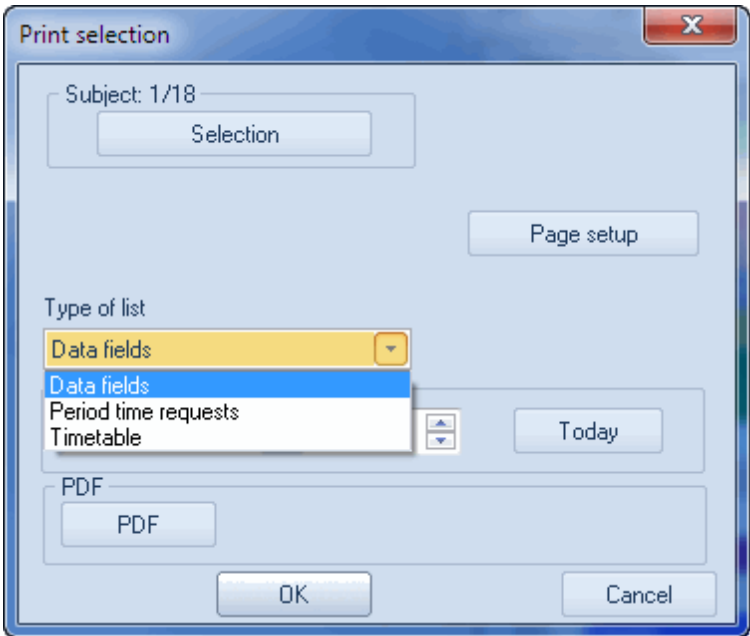 Print selection
Subject: 1/18
Selection
Page setup
Type of list
Data fields
Data fields
Period time requests
Timetable
Today
PDF
PDF
OK
Cancel